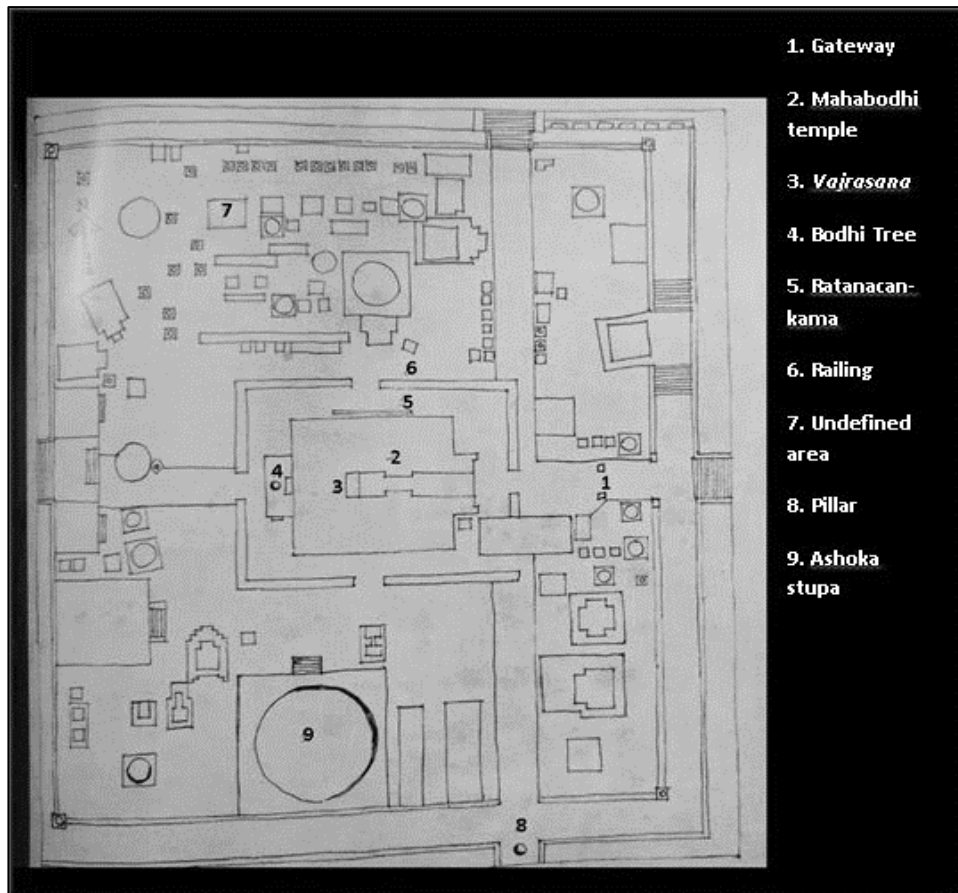 1. Gateway
2. Mahabodhi
temple
3. Vajrasana
4. Bodhi Tree
5. Ratanacan-
kama
6. Railing
7. Undefined
area
8. Pillar
9. Ashoka
stupa
7
6
5
4
2
3
1
9
8